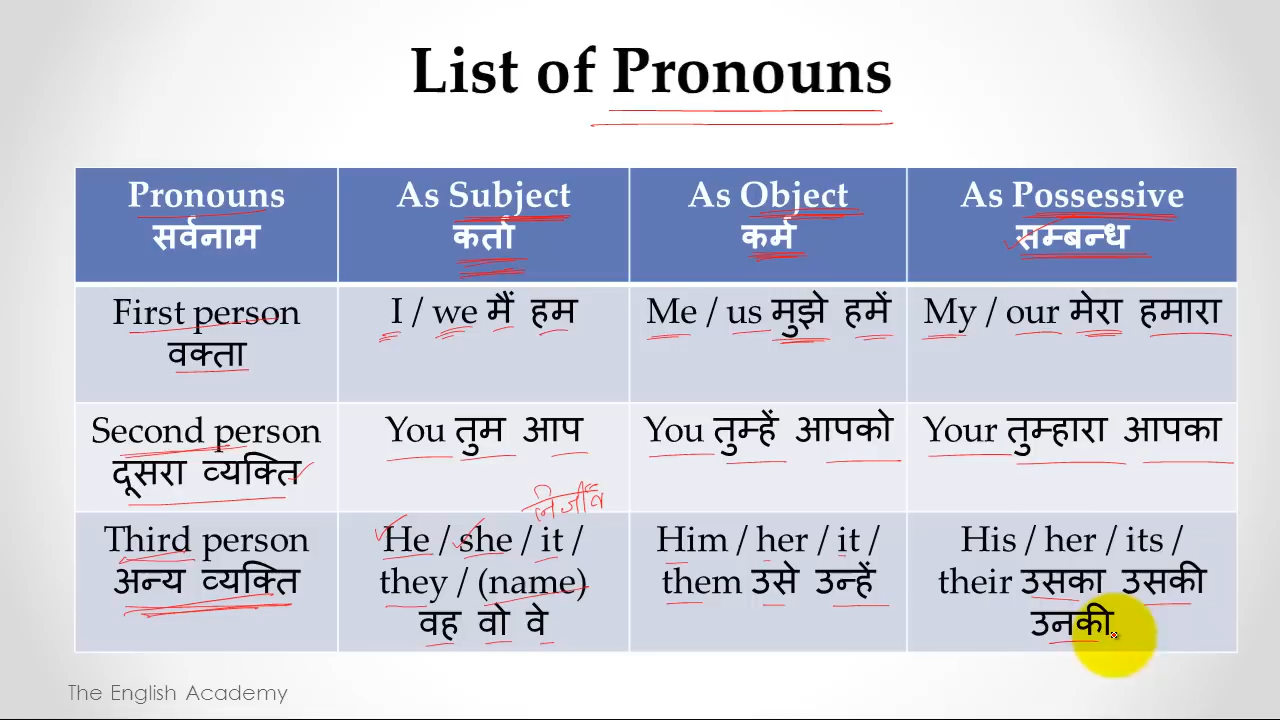 List of Pronouns
Pronouns
सर्वनाम
As Subject
कर्ता
As Object
कर्म
As Possessive
सम्बन्ध
First person
वक्ता
I / we मैं हम
Me / us मुझे हमें
My / our मेरा हमारा
Second person
दूसरा व्यक्ति
You तुम आप
You तुम्हें आपको
Your तुम्हारा आपका
निर्जीव
Third person
अन्य व्यक्ति
He / she / it /
they / (name)
वह वो वे
Him / her / it /
them उसे उन्हें
His / her / its /
their उसका उसकी
उनकी
The English Academy